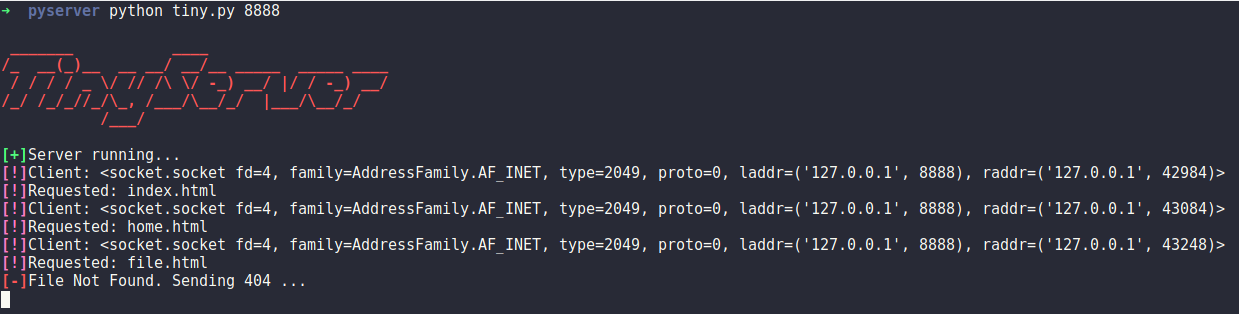 ➜ pyserver python tiny.py 8888
TinyServer
[+]Server running...
[!]Client: <socket.socket fd=4, family=AddressFamily.AF_INET, type=2049, proto=0, laddr=('127.0.0.1', 8888), raddr=('127.0.0.1', 42984)>
[!]Requested: index.html
[!]Client: <socket.socket fd=4, family=AddressFamily.AF_INET, type=2049, proto=0, laddr=('127.0.0.1', 8888), raddr=('127.0.0.1', 43084)>
[!]Requested: home.html
[!]Client: <socket.socket fd=4, family=AddressFamily.AF_INET, type=2049, proto=0, laddr=('127.0.0.1', 8888), raddr=('127.0.0.1', 43248)>
[!]Requested: file.html
[-]File Not Found. Sending 404 ...